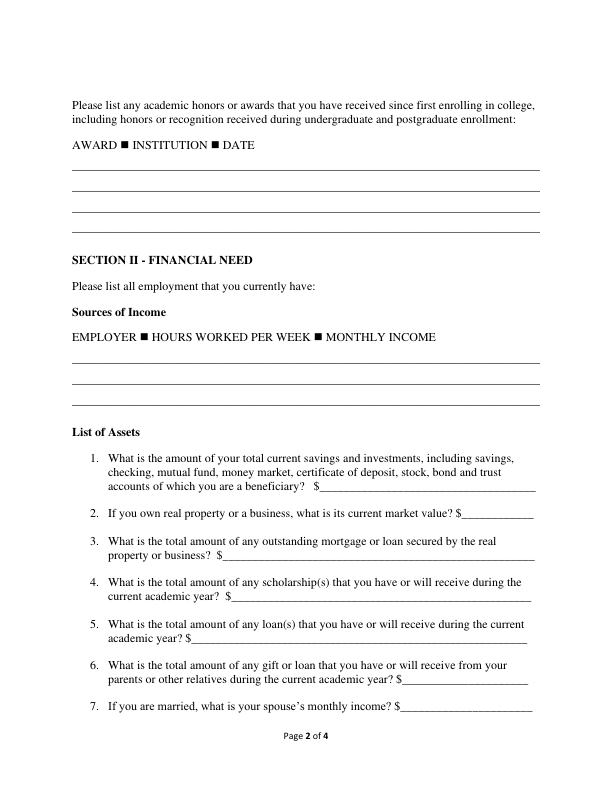 Please list any academic honors or awards that you have received since first enrolling in college,
including honors or recognition received during undergraduate and postgraduate enrollment:
AWARD ■ INSTITUTION ■ DATE
SECTION II - FINANCIAL NEED
Please list all employment that you currently have:
Sources of Income
EMPLOYER ■ HOURS WORKED PER WEEK ■ MONTHLY INCOME
List of Assets
1. What is the amount of your total current savings and investments, including savings,
checking, mutual fund, money market, certificate of deposit, stock, bond and trust
accounts of which you are a beneficiary? $____________________________________
2. If you own real property or a business, what is its current market value? $____________
3. What is the total amount of any outstanding mortgage or loan secured by the real
property or business? $____________________________________________________
4. What is the total amount of any scholarship(s) that you have or will receive during the
current academic year? $__________________________________________________
5. What is the total amount of any loan(s) that you have or will receive during the current
academic year? $________________________________________________________
6. What is the total amount of any gift or loan that you have or will receive from your
parents or other relatives during the current academic year? $_____________________
7. If you are married, what is your spouse’s monthly income? $______________________
Page 2 of 4